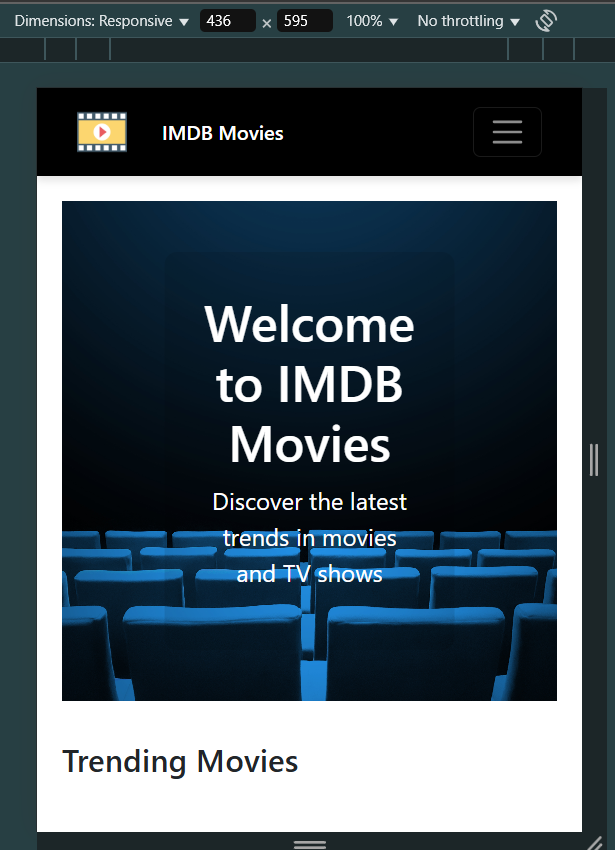 Dimensions: Responsive ▼ 436 × 595 100% ▼ No throttling ▼
IMDB Movies
Welcome
to IMDB
Movies
Discover the latest
trends in movies
and TV shows
Trending Movies